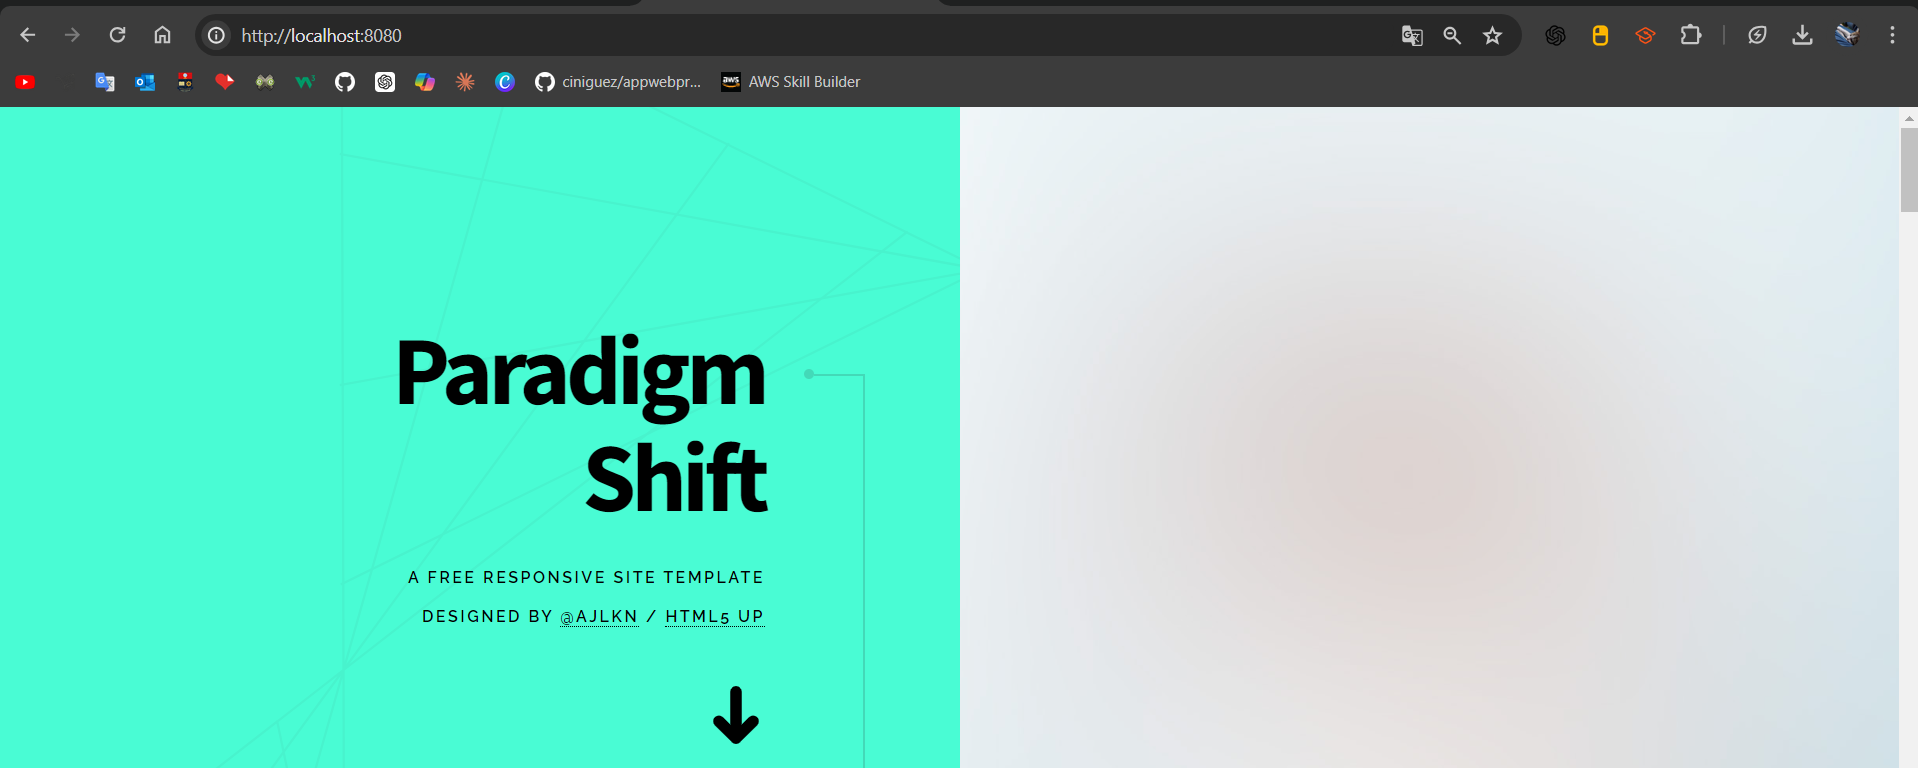 http://localhost:8080
ciniguez/appwebpr...
aws
AWS Skill Builder
Paradigm
Shift
A FREE RESPONSIVE SITE TEMPLATE
DESIGNED BY @AJLKN / HTML5 UP